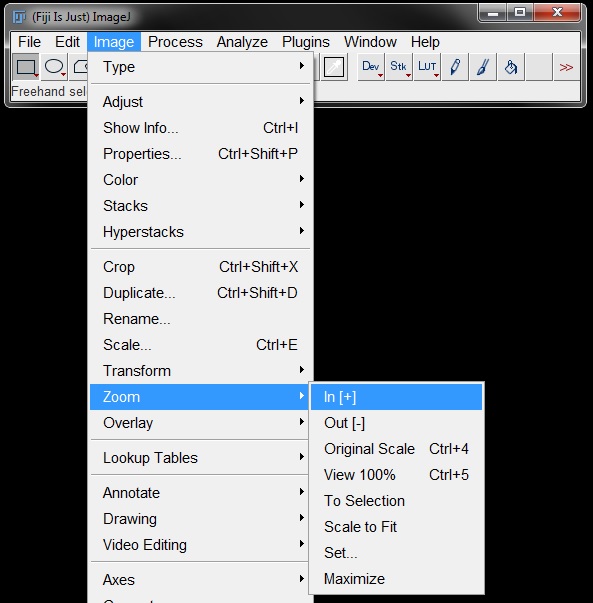 (Fiji Is Just) ImageJ
File Edit Image Process Analyze Plugins Window Help
Dev Stk LUT >>
Freehand sel
Type
Adjust
Show Info... Ctrl+I
Properties... Ctrl+Shift+P
Color
Stacks
Hyperstacks
Crop Ctrl+Shift+X
Duplicate... Ctrl+Shift+D
Rename...
Scale... Ctrl+E
Transform
Zoom
In [+]
Overlay
Out [-]
Original Scale Ctrl+4
Lookup Tables
View 100% Ctrl+5
Annotate
To Selection
Drawing
Scale to Fit
Video Editing
Set...
Axes
Maximize